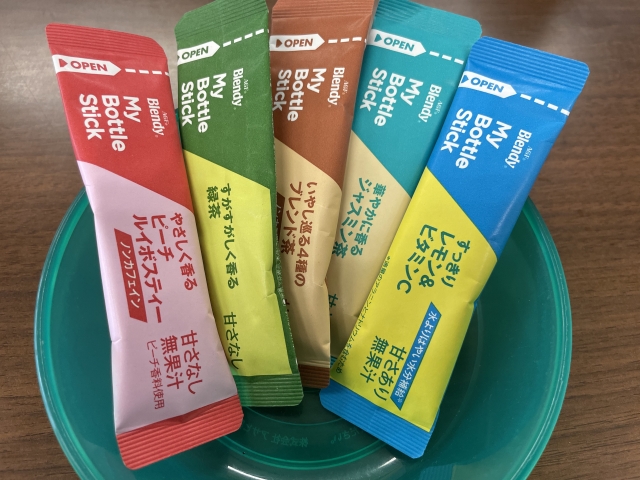 OPEN
AGF
Blendy
My
Bottle
Stick
やさしく香る
ピーチ
ルイボスティー
ノンカフェイン
甘さなし
無果汁
ピーチ香料使用
OPEN
AGF
Blendy
My
Bottle
Stick
すがすがしく香る
緑茶
甘さなし
OPEN
AGF
Blendy
My
Bottle
Stick
いやし巡る4種の
ブレンド茶
OPEN
AGF
Blendy
My
Bottle
Stick
華やかに香る
ジャスミン茶
OPEN
AGF
Blendy
My
Bottle
Stick
すっきり
レモン&
ビタミンC
水よりはやい水分補給※
甘さあり
無果汁